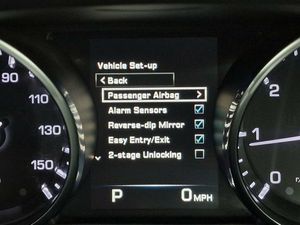 Vehicle Set-up
< Back
Passenger Airbag >
Alarm Sensors
Reverse-dip Mirror
Easy Entry/Exit
2-stage Unlocking
P 0 MPH
90
110
130
150
1
2